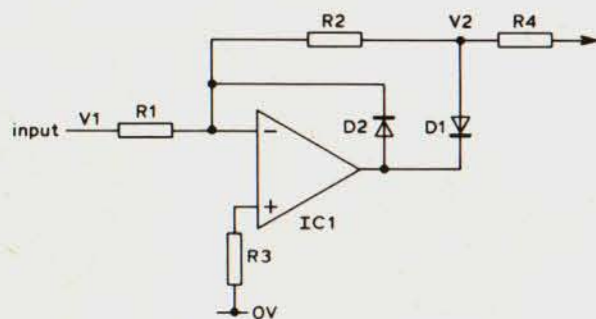 R2
V2
R4
V1
R1
input
D2
D1
−
+
IC1
R3
0V